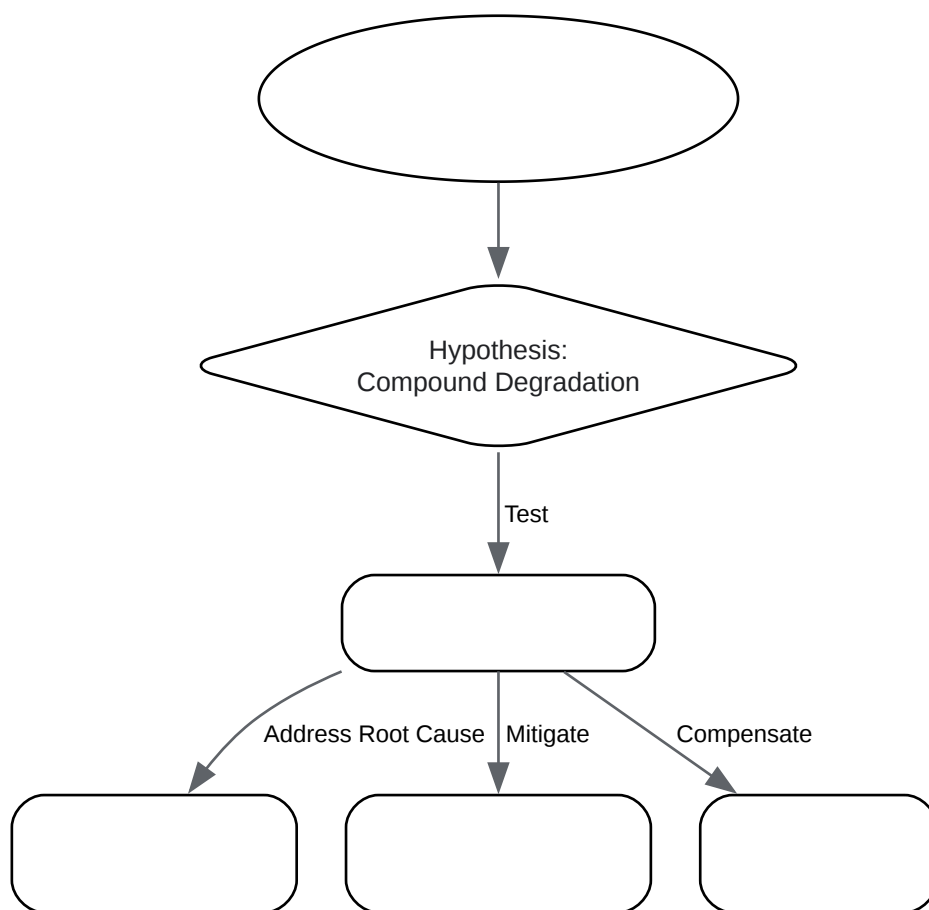 Hypothesis:
Compound Degradation
Test
Address Root Cause
Mitigate
Compensate